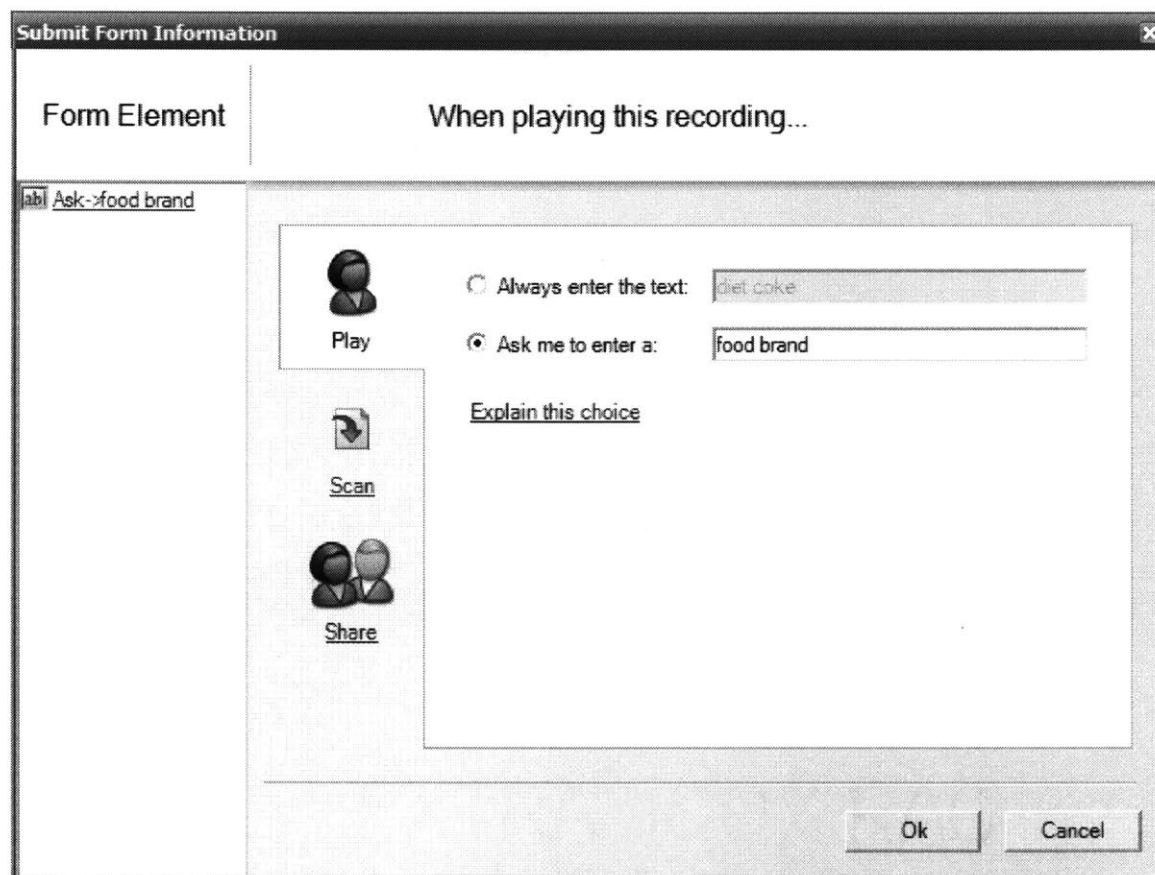 Submit Form Information
Form Element
When playing this recording...
abl Ask->food brand
Play
Always enter the text: diet coke
Ask me to enter a: food brand
Explain this choice
Scan
Share
Ok Cancel